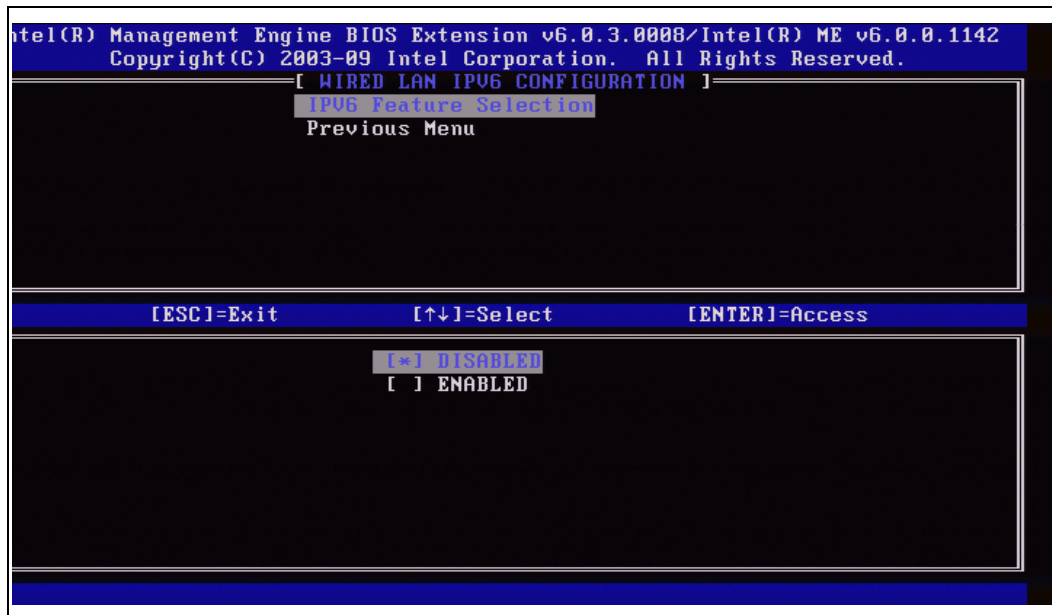 ntel(R) Management Engine BIOS Extension v6.0.3.0008/Intel(R) ME v6.0.0.1142
Copyright(C) 2003-09 Intel Corporation. All Rights Reserved.
[ WIRED LAN IPV6 CONFIGURATION ]
IPV6 Feature Selection
Previous Menu
[ESC]=Exit [↑↓]=Select [ENTER]=Access
[*] DISABLED
[ ] ENABLED